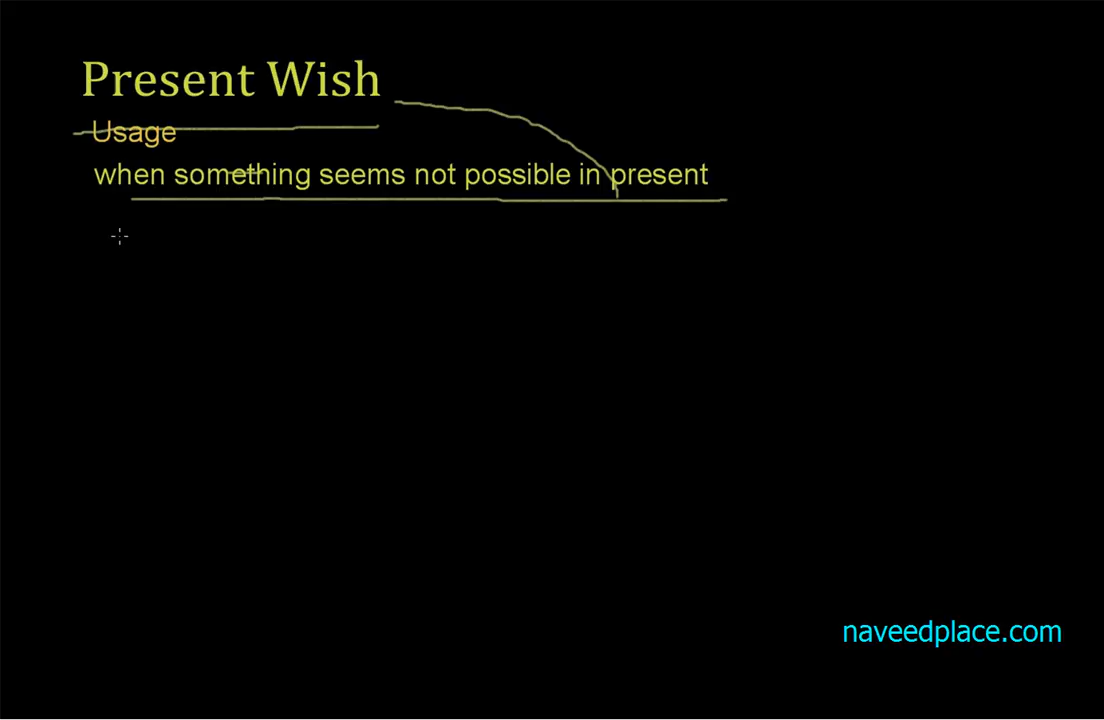 Present Wish
Usage
when something seems not possible in present
naveedplace.com